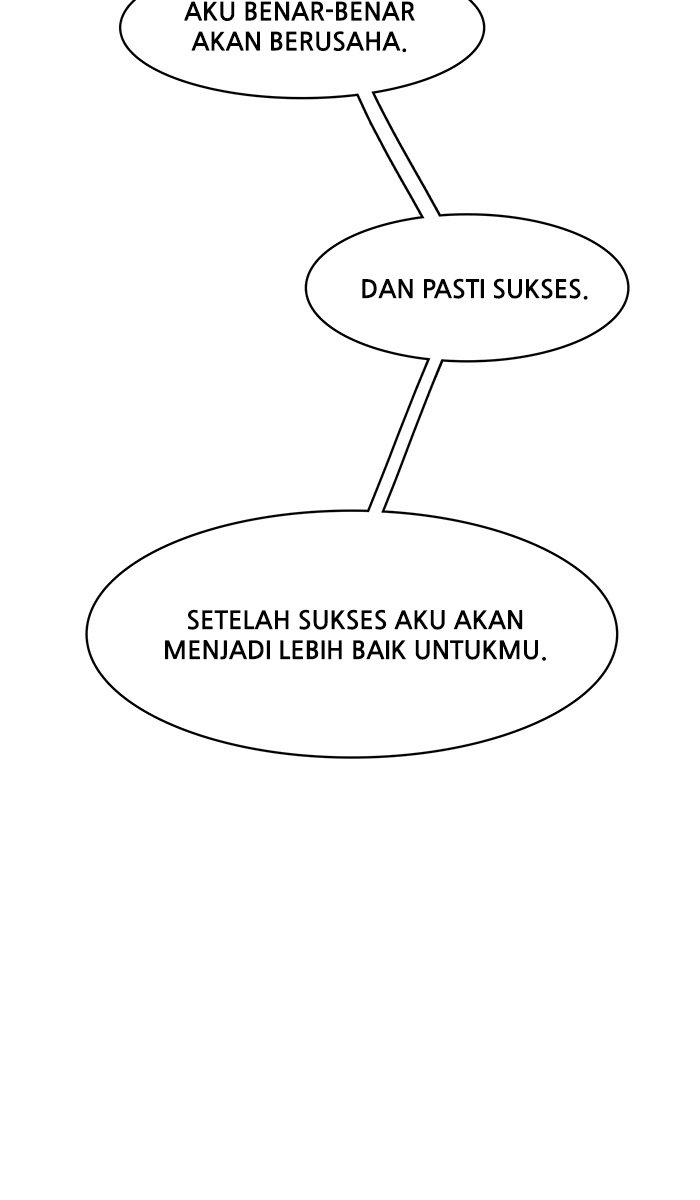 AKU BENAR-BENAR
AKAN BERUSAHA.
DAN PASTI SUKSES.
SETELAH SUKSES AKU AKAN
MENJADI LEBIH BAIK UNTUKMU.